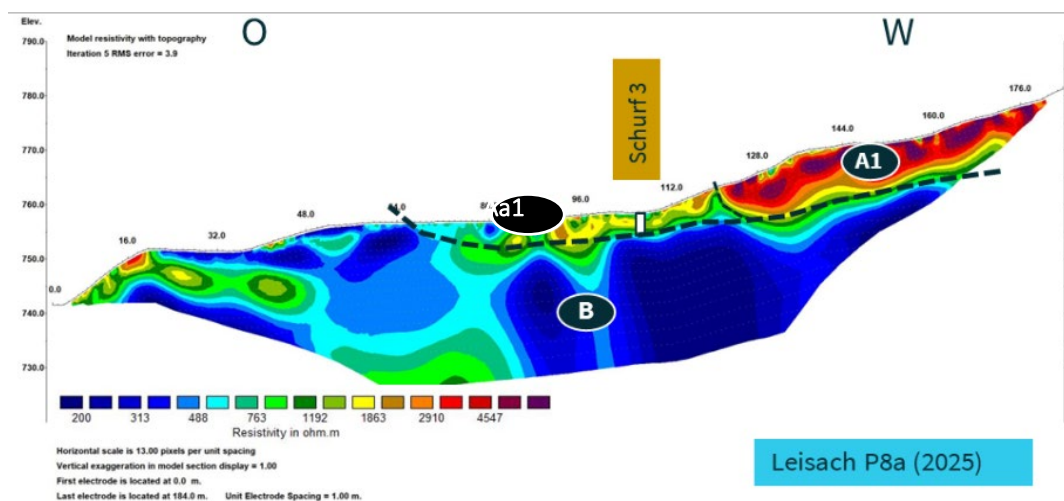 Elev.
O
W
790.0
Model resistivity with topography
Iteration 5 RMS error = 3.9
780.0
770.0
760.0
750.0
740.0
730.0
Schurf 3
0.0
16.0
32.0
48.0
96.0
112.0
128.0
144.0
160.0
176.0
A1
B
200 313 488 763 1192 1863 2910 4547
Resistivity in ohm.m
Horizontal scale is 13.00 pixels per unit spacing
Vertical exaggeration in model section display = 1.00
First electrode is located at 0.0 m.
Last electrode is located at 184.0 m. Unit Electrode Spacing = 1.00 m.
Leisach P8a (2025)